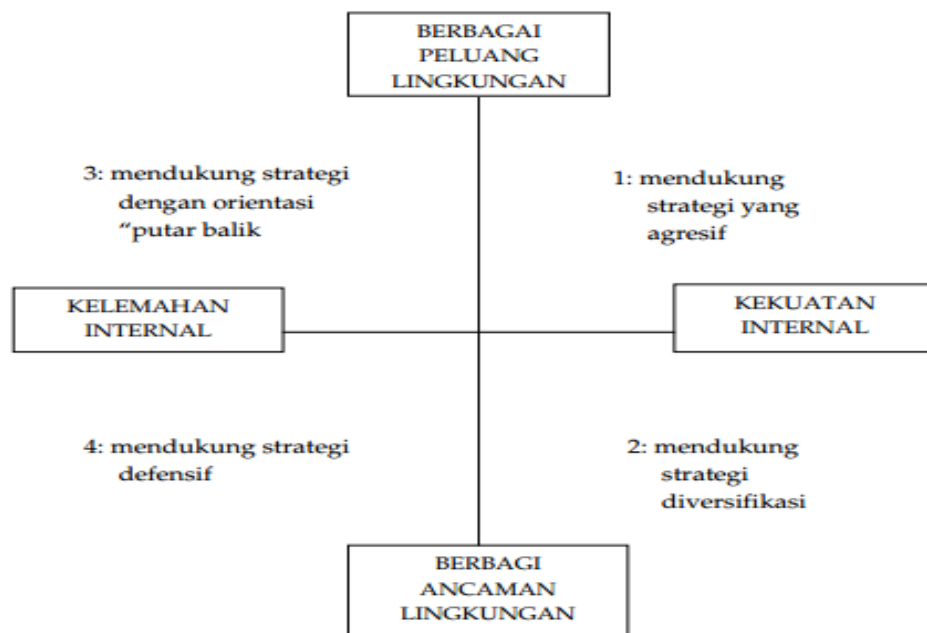 BERBAGAI
PELUANG
LINGKUNGAN
3: mendukung strategi
dengan orientasi
“putar balik
1: mendukung
strategi yang
agresif
KELEMAHAN
INTERNAL
KEKUATAN
INTERNAL
4: mendukung strategi
defensif
2: mendukung
strategi
diversifikasi
BERBAGI
ANCAMAN
LINGKUNGAN